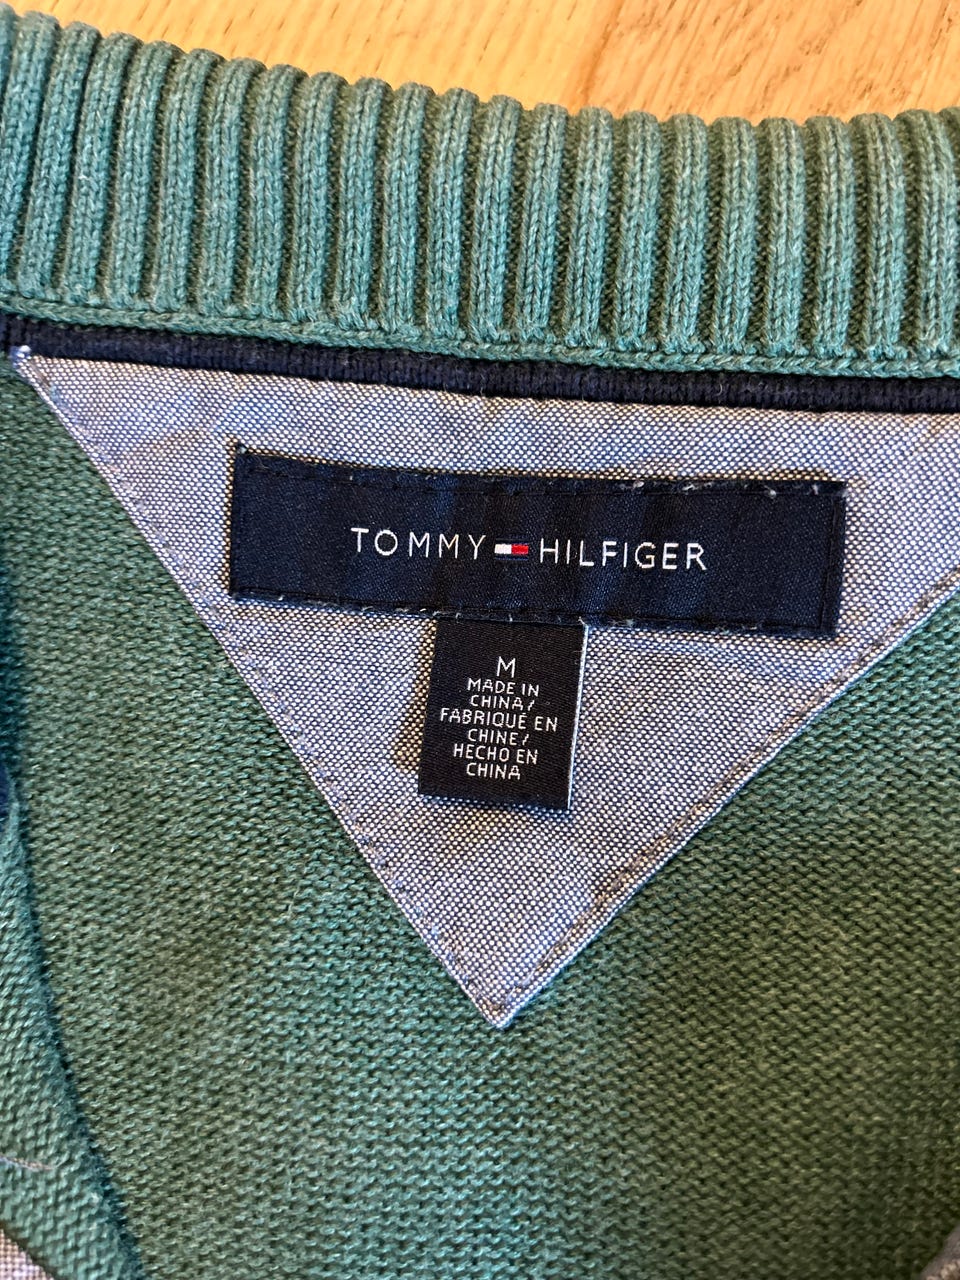 TOMMY HILFIGER
M
MADE IN
CHINA/
FABRIQUÉ EN
CHINE/
HECHO EN
CHINA